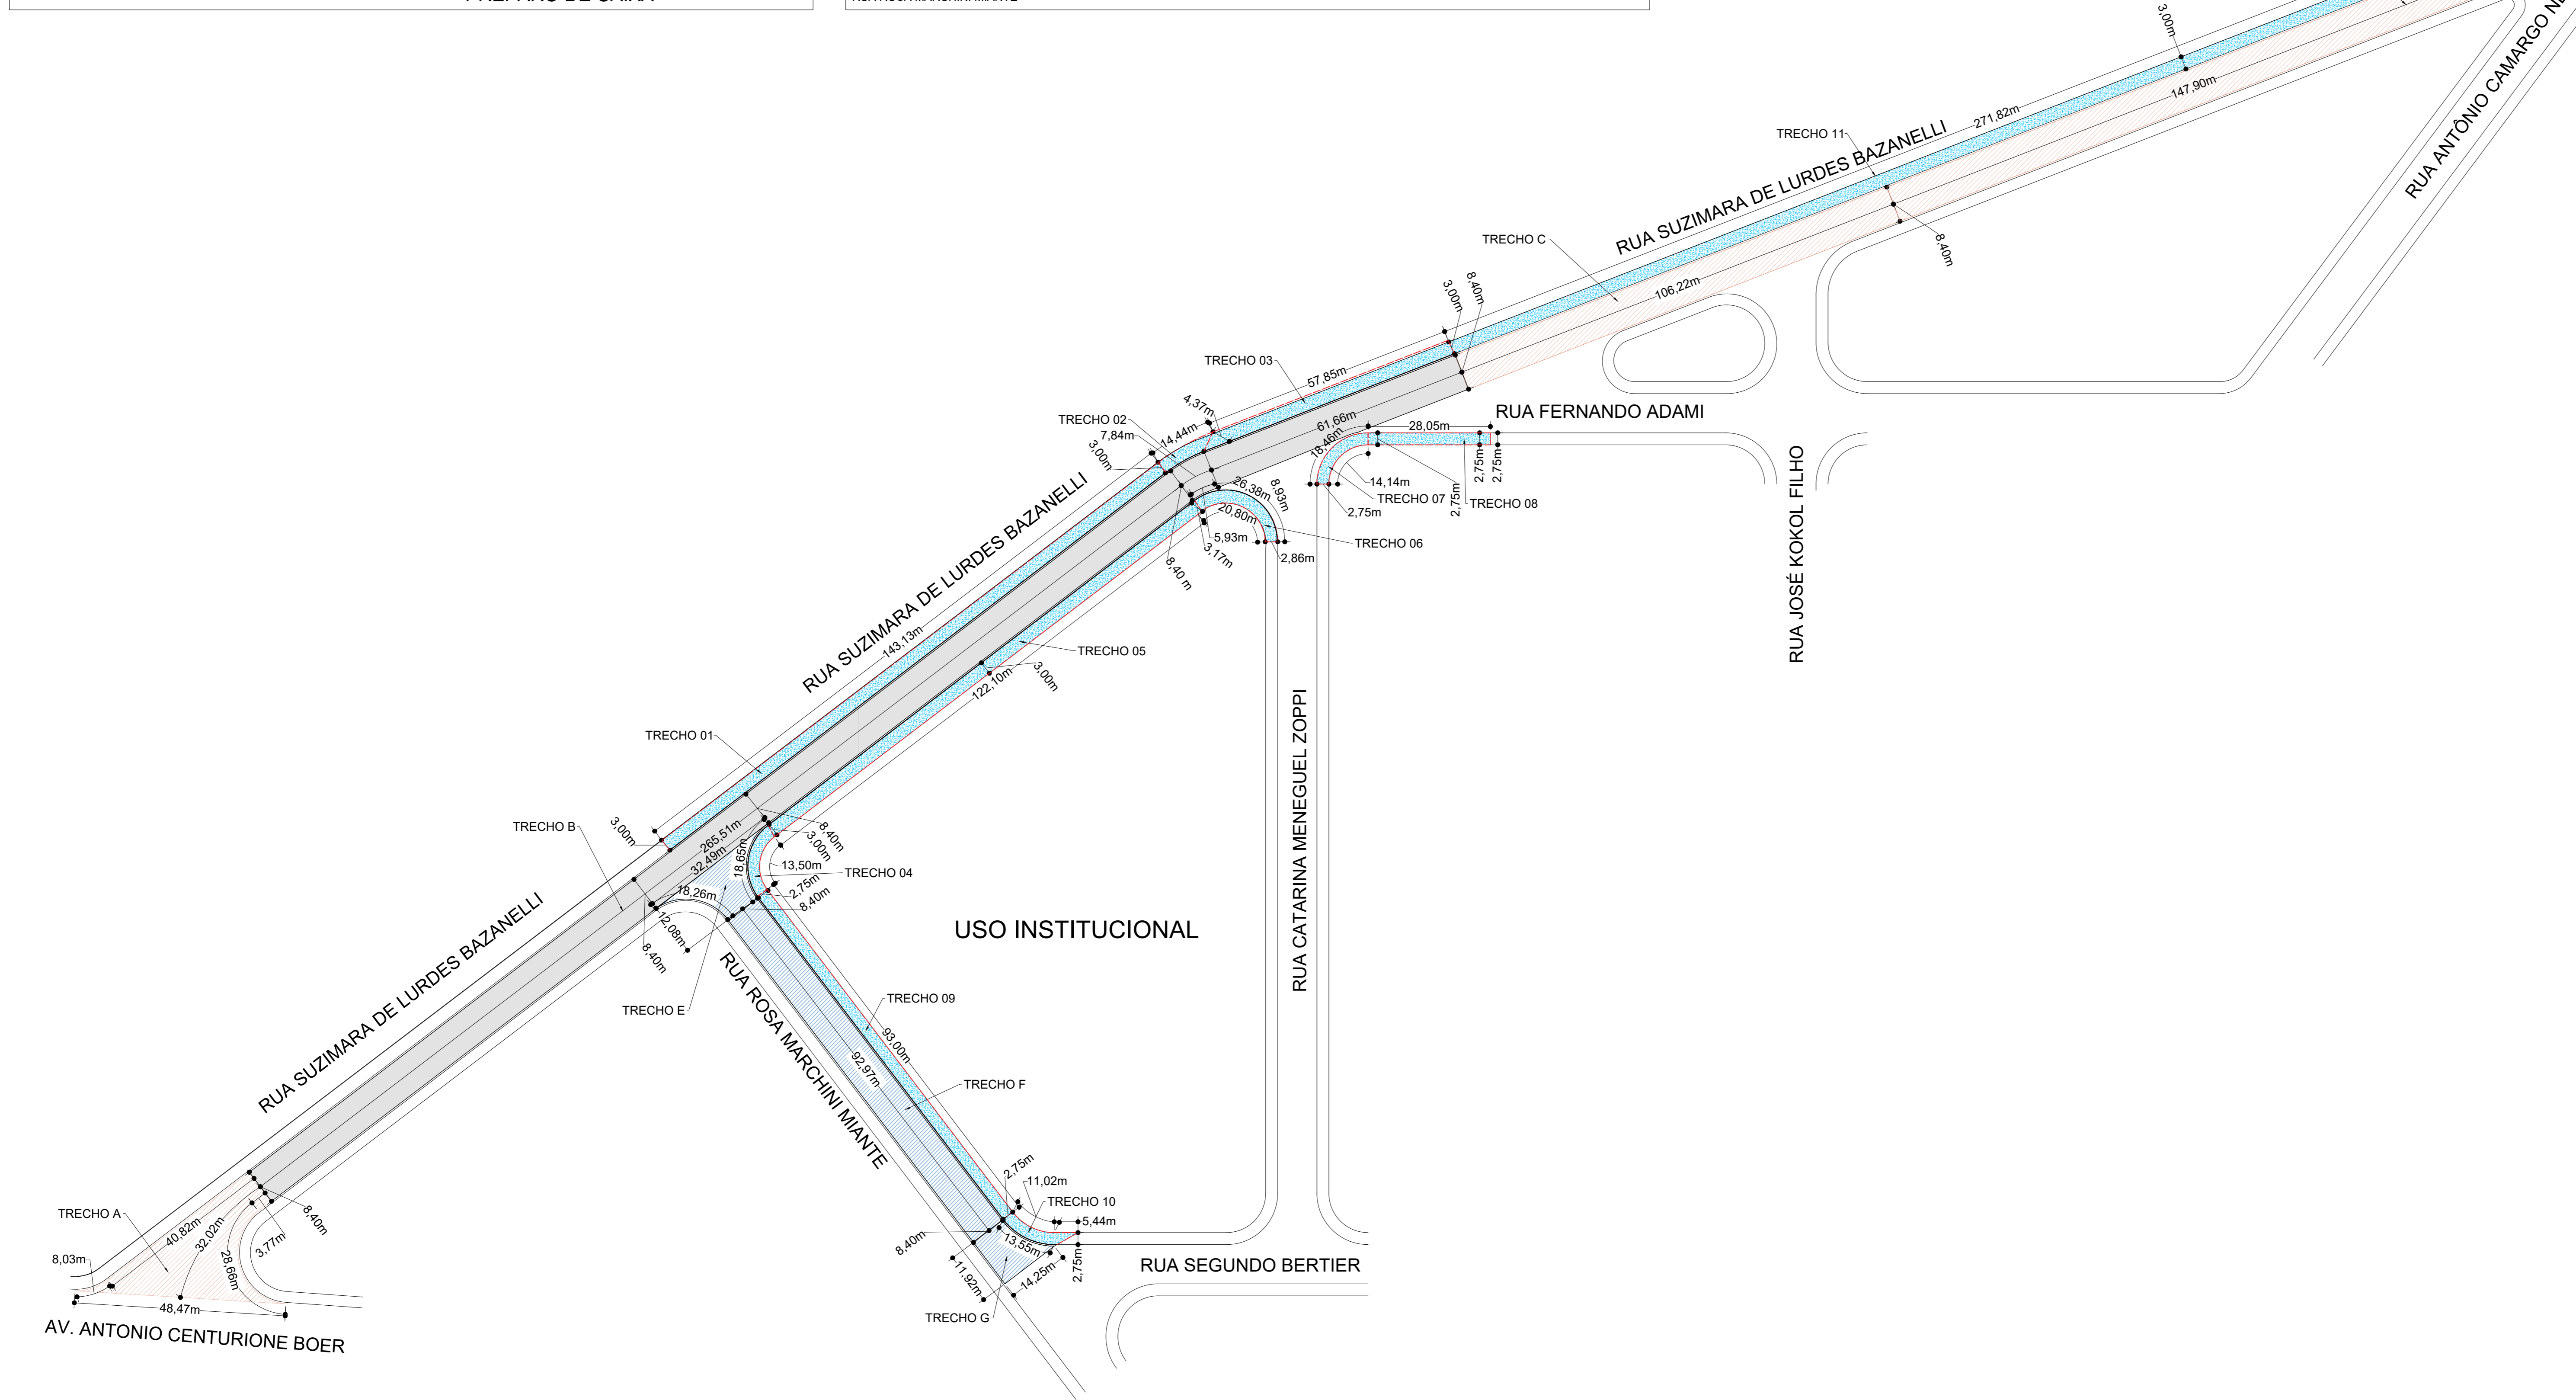 3,00m
RUA ANTÔNIO CAMARGO
147,90m
271,82m
TRECHO 11
RUA SUZIMARA DE LURDES BAZANELLI
8,40m
TRECHO C
106,22m
3,00m
8,40m
TRECHO 03
57,85m
4,37m
TRECHO 02
14,44m
7,84m
3,00m
61,66m
RUA FERNANDO ADAMI
28,05m
18,46m
2,75m
2,75m
14,14m
TRECHO 07
2,75m
TRECHO 08
2,75m
RUA JOSÉ KOKOL FILHO
26,38m
8,93m
20,80m
5,93m
3,17m
TRECHO 06
2,86m
8,40 m
RUA SUZIMARA DE LURDES BAZANELLI
143,13m
TRECHO 05
3,00m
122,10m
RUA CATARINA MENEGUEL ZOPPI
TRECHO 01
TRECHO B
3,00m
265,51m
32,49m
18,65m
8,40m
3,00m
13,50m
TRECHO 04
2,75m
8,40m
18,26m
12,08m
8,40m
USO INSTITUCIONAL
RUA SUZIMARA DE LURDES BAZANELLI
TRECHO E
RUA ROSA MARCHINI MIANTE
TRECHO 09
93,00m
92,97m
TRECHO F
2,75m
11,02m
TRECHO 10
5,44m
8,40m
13,55m
2,75m
14,25m
11,92m
TRECHO G
RUA SEGUNDO BERTIER
TRECHO A
40,82m
32,02m
8,40m
3,77m
28,66m
8,03m
48,47m
AV. ANTONIO CENTURIONE BOER